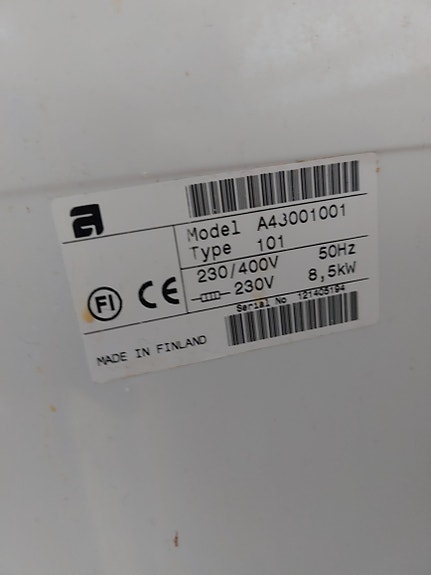 a
Model A43001001
Type 101
230/400V 50Hz
230V 8,5kW
FI CE
Serial No 121405194
MADE IN FINLAND